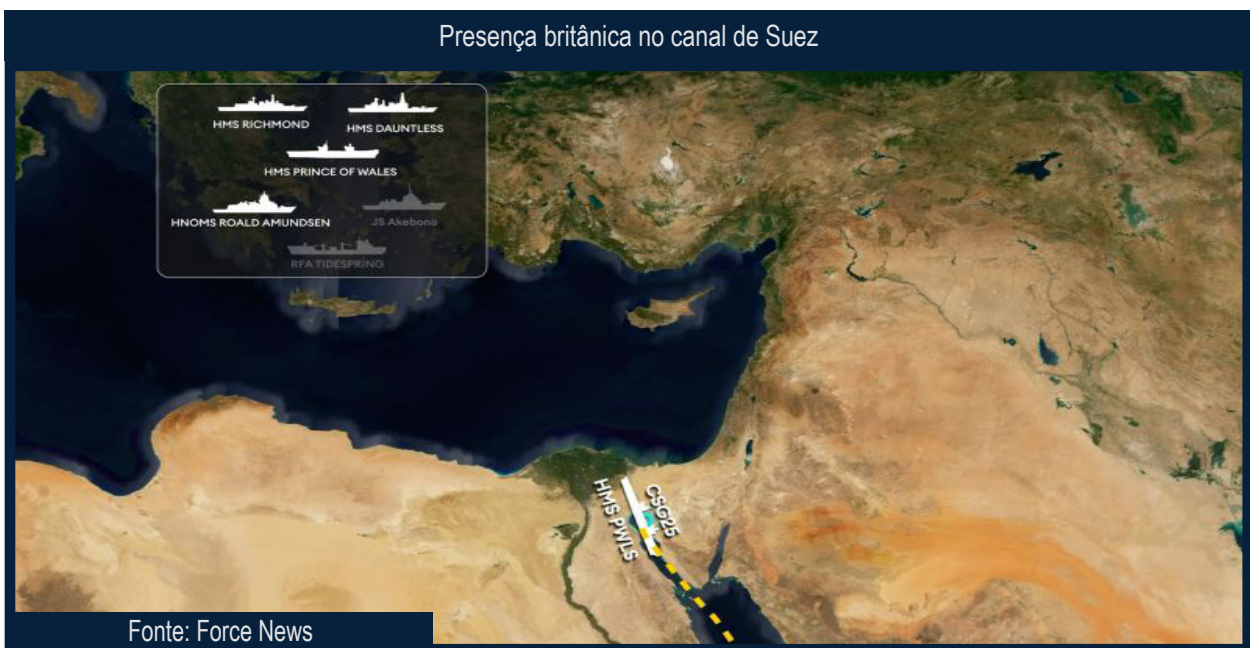 Presença britânica no canal de Suez
HMS RICHMOND
HMS DAUNTLESS
HMS PRINCE OF WALES
HNOMS ROALD AMUNDSEN
JS Akebono
RFA TIDESPRING
CSG25
HMS PWLS
Fonte: Force News